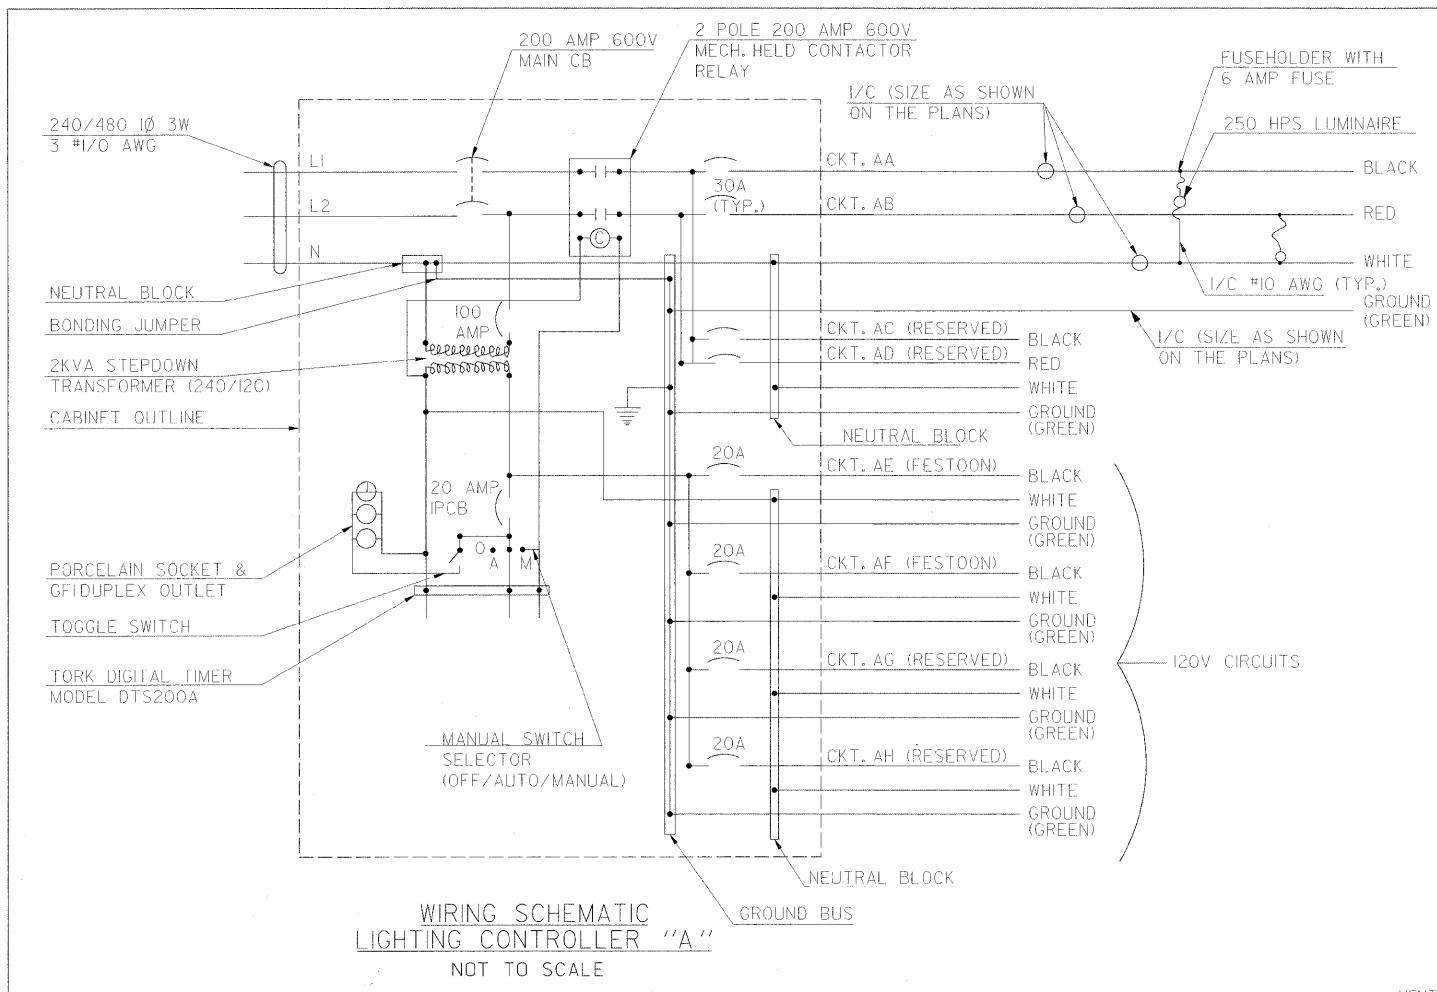 200 AMP 600V
MAIN CB
2 POLE 200 AMP 600V
MECH. HELD CONTACTOR
RELAY
FUSEHOLDER WITH
6 AMP FUSE
1/C (SIZE AS SHOWN
ON THE PLANS)
250 HPS LUMINAIRE
240/480 1Ø 3W
3 #1/0 AWG
L1
CKT. AA
BLACK
30A
(TYP.)
L2
CKT. AB
RED
C
N
WHITE
1/C #10 AWG (TYP.)
GROUND
(GREEN)
NEUTRAL BLOCK
BONDING JUMPER
100
AMP
CKT. AC (RESERVED)
BLACK
1/C (SIZE AS SHOWN
ON THE PLANS)
CKT. AD (RESERVED)
RED
2KVA STEPDOWN
TRANSFORMER (240/120)
WHITE
CABINET OUTLINE
GROUND
(GREEN)
NEUTRAL BLOCK
20A
CKT. AE (FESTOON)
BLACK
20 AMP
1PCB
WHITE
GROUND
(GREEN)
O
A
M
20A
CKT. AF (FESTOON)
BLACK
PORCELAIN SOCKET &
GFI DUPLEX OUTLET
WHITE
TOGGLE SWITCH
GROUND
(GREEN)
20A
CKT. AG (RESERVED)
BLACK
120V CIRCUITS
TORK DIGITAL TIMER
MODEL DTS200A
WHITE
GROUND
(GREEN)
MANUAL SWITCH
SELECTOR
(OFF/AUTO/MANUAL)
20A
CKT. AH (RESERVED)
BLACK
WHITE
GROUND
(GREEN)
NEUTRAL BLOCK
GROUND BUS
WIRING SCHEMATIC
LIGHTING CONTROLLER "A"
NOT TO SCALE